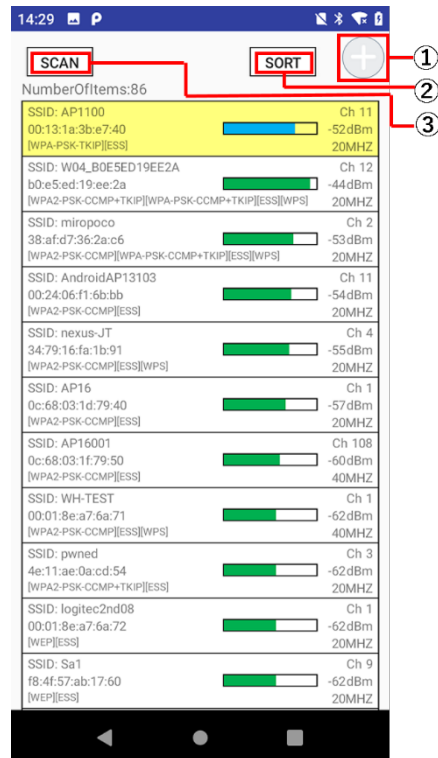 14:29
①
SCAN
SORT
②
NumberOfItems:86
③
SSID: AP1100 Ch 11
00:13:1a:3b:e7:40 -52dBm
[WPA-PSK-TKIP][ESS] 20MHZ
SSID: W04_B0E5ED19EE2A Ch 12
b0:e5:ed:19:ee:2a -44dBm
[WPA2-PSK-CCMP+TKIP][WPA-PSK-CCMP+TKIP][ESS][WPS] 20MHZ
SSID: miropoco Ch 2
38:af:d7:36:2a:c6 -53dBm
[WPA2-PSK-CCMP][WPA-PSK-CCMP+TKIP][ESS][WPS] 20MHZ
SSID: AndroidAP13103 Ch 11
00:24:06:f1:6b:bb -54dBm
[WPA2-PSK-CCMP][ESS] 20MHZ
SSID: nexus-JT Ch 4
34:79:16:fa:1b:91 -55dBm
[WPA2-PSK-CCMP][ESS][WPS] 20MHZ
SSID: AP16 Ch 1
0c:68:03:1d:79:40 -57dBm
[WPA2-PSK-CCMP][ESS] 20MHZ
SSID: AP16001 Ch 108
0c:68:03:1f:79:50 -60dBm
[WPA2-PSK-CCMP][ESS] 40MHZ
SSID: WH-TEST Ch 1
00:01:8e:a7:6a:71 -62dBm
[WPA2-PSK-CCMP][ESS][WPS] 40MHZ
SSID: pwned Ch 3
4e:11:ae:0a:cd:54 -62dBm
[WPA2-PSK-CCMP+TKIP][ESS] 20MHZ
SSID: logitec2nd08 Ch 1
00:01:8e:a7:6a:72 -62dBm
[WEP][ESS] 20MHZ
SSID: Sa1 Ch 9
f8:4f:57:ab:17:60 -62dBm
[WEP][ESS] 20MHZ